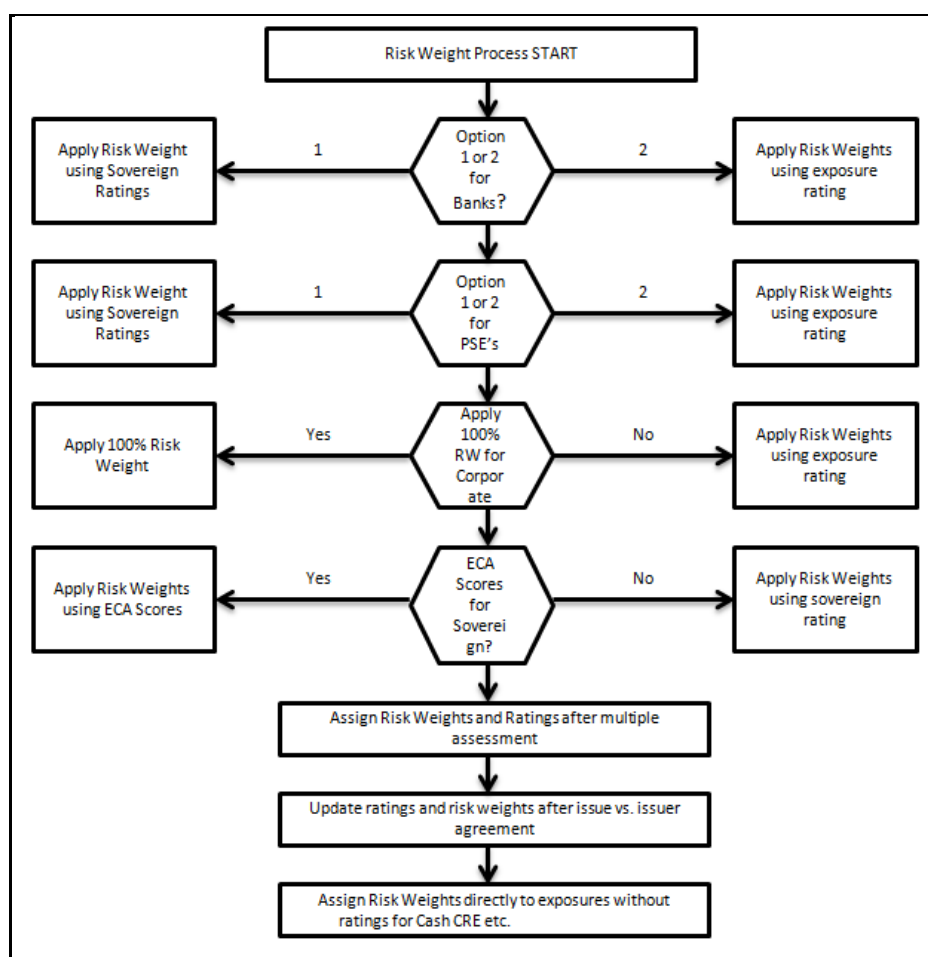 Risk Weight Process START
Option
1 or 2
for
Banks?
1
2
Apply Risk Weight
using Sovereign
Ratings
Apply Risk Weights
using exposure
rating
Option
1 or 2
for
PSE's
1
2
Apply Risk Weight
using Sovereign
Ratings
Apply Risk Weights
using exposure
rating
Apply
100%
RW for
Corpor
ate
Yes
No
Apply 100% Risk
Weight
Apply Risk Weights
using exposure
rating
ECA
Scores
for
Soverei
gn?
Yes
No
Apply Risk Weights
using ECA Scores
Apply Risk Weights
using sovereign
rating
Assign Risk Weights and Ratings after multiple
assessment
Update ratings and risk weights after issue vs. issuer
agreement
Assign Risk Weights directly to exposures without
ratings for Cash CRE etc.